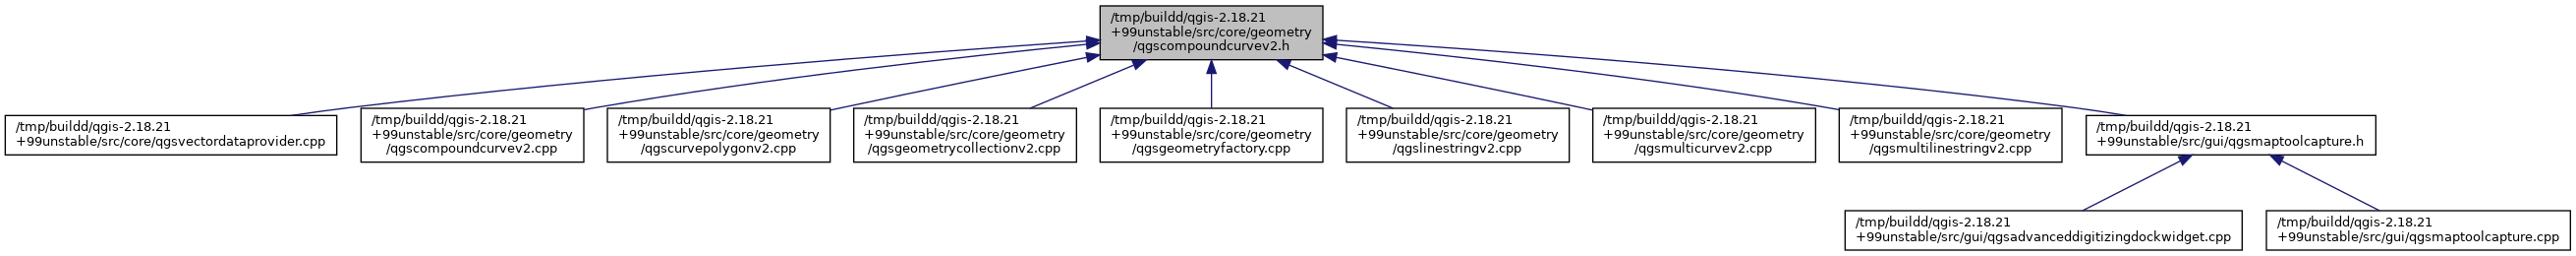 /tmp/buildd/qgis-2.18.21
+99unstable/src/core/geometry
/qgscompoundcurvev2.h
/tmp/buildd/qgis-2.18.21
+99unstable/src/core/qgsvectordataprovider.cpp
/tmp/buildd/qgis-2.18.21
+99unstable/src/core/geometry
/qgscompoundcurvev2.cpp
/tmp/buildd/qgis-2.18.21
+99unstable/src/core/geometry
/qgscurvepolygonv2.cpp
/tmp/buildd/qgis-2.18.21
+99unstable/src/core/geometry
/qgsgeometrycollectionv2.cpp
/tmp/buildd/qgis-2.18.21
+99unstable/src/core/geometry
/qgsgeometryfactory.cpp
/tmp/buildd/qgis-2.18.21
+99unstable/src/core/geometry
/qgslinestringv2.cpp
/tmp/buildd/qgis-2.18.21
+99unstable/src/core/geometry
/qgsmulticurvev2.cpp
/tmp/buildd/qgis-2.18.21
+99unstable/src/core/geometry
/qgsmultilinestringv2.cpp
/tmp/buildd/qgis-2.18.21
+99unstable/src/gui/qgsmaptoolcapture.h
/tmp/buildd/qgis-2.18.21
+99unstable/src/gui/qgsadvanceddigitizingdockwidget.cpp
/tmp/buildd/qgis-2.18.21
+99unstable/src/gui/qgsmaptoolcapture.cpp